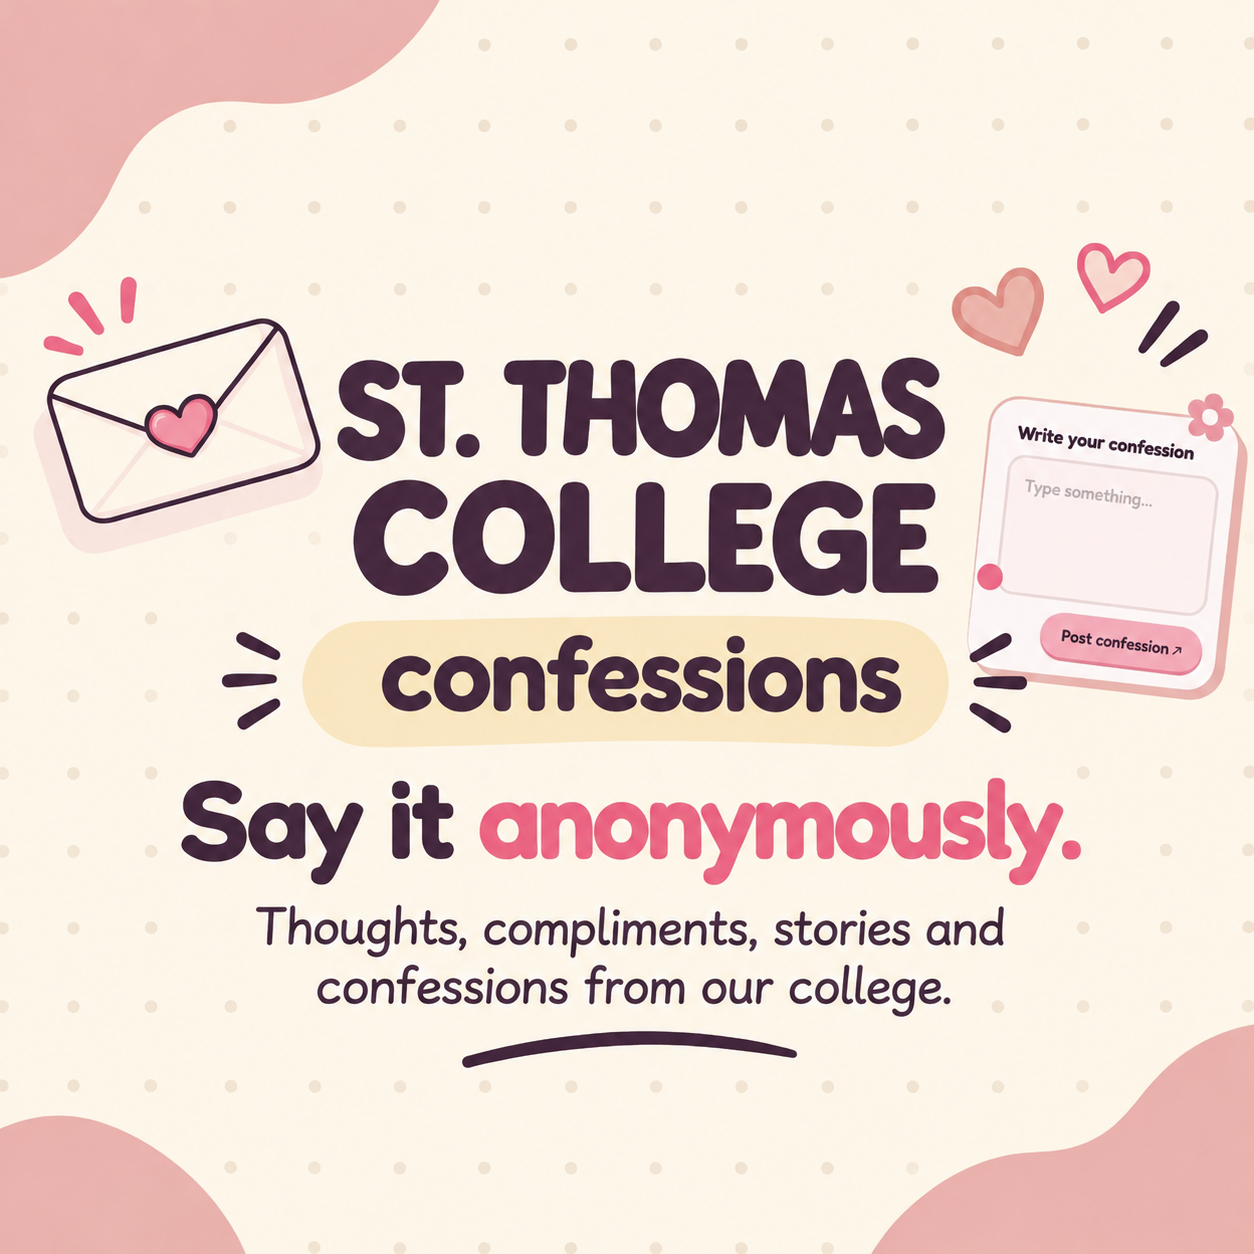 ST. THOMAS
COLLEGE
confessions
Say it anonymously.
Thoughts, compliments, stories and
confessions from our college.
Write your confession
Type something...
Post confession ↗